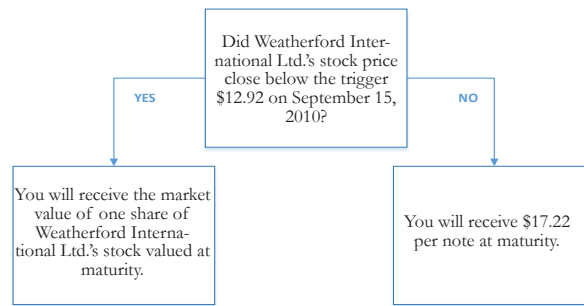 Did Weatherford Inter-
national Ltd.'s stock price
close below the trigger
$12.92 on September 15,
2010?
YES
NO
You will receive the market
value of one share of
Weatherford Interna-
tional Ltd.'s stock valued at
maturity.
You will receive $17.22
per note at maturity.